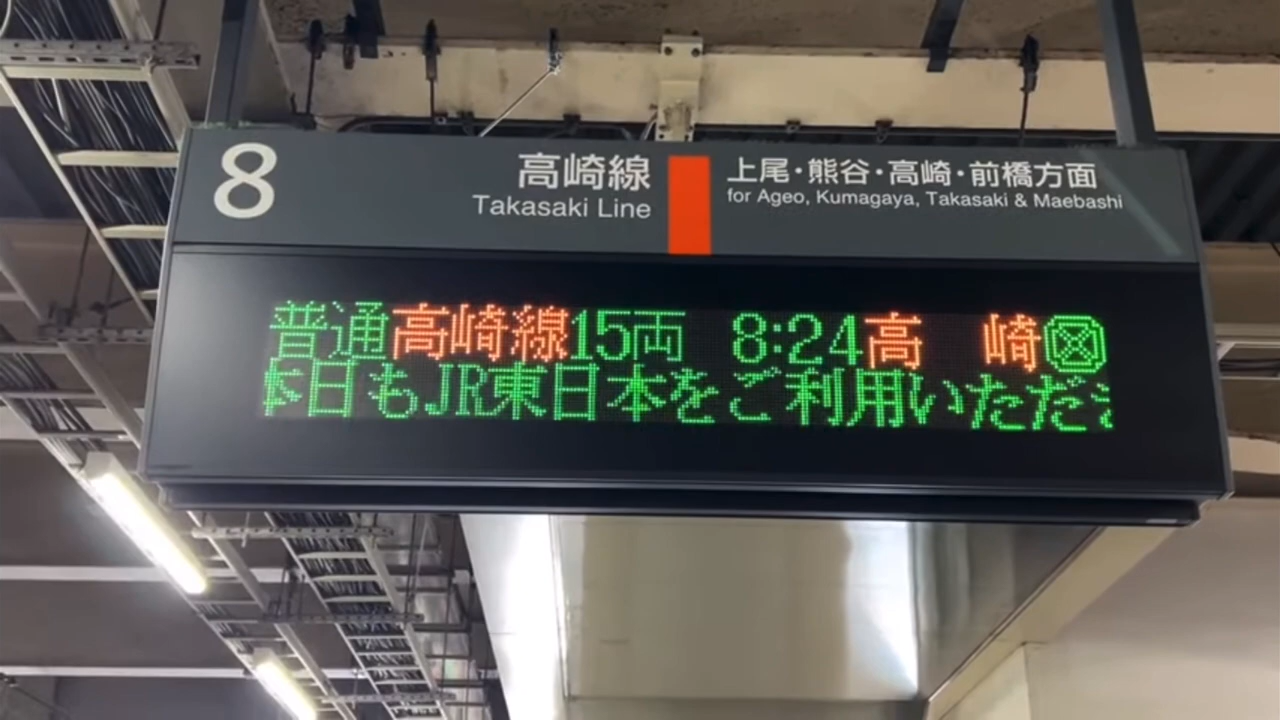 8
高崎線
Takasaki Line
上尾・熊谷・高崎・前橋方面
for Ageo, Kumagaya, Takasaki & Maebashi
普通高崎線15両 8:24高 崎
本日もJR東日本をご利用いただ